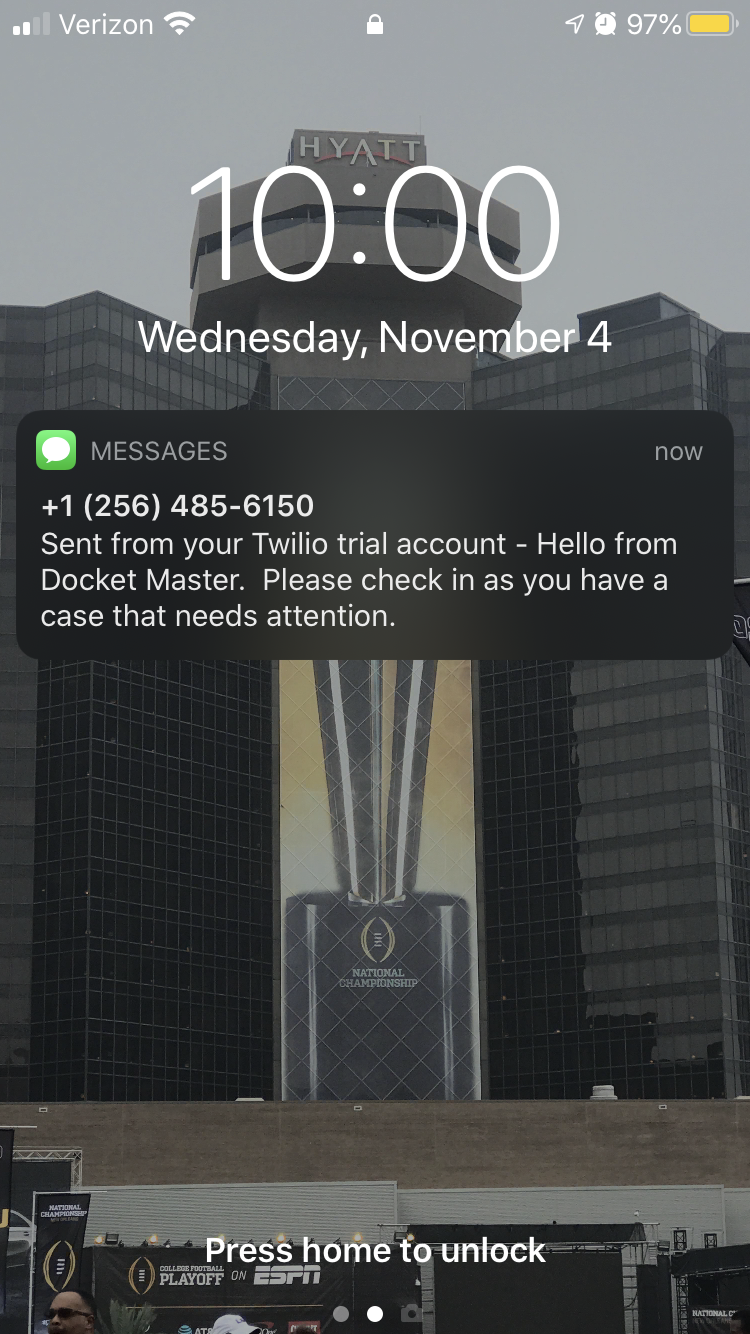 Verizon 97%
HYATT
10:00
Wednesday, November 4
MESSAGES now
+1 (256) 485-6150
Sent from your Twilio trial account - Hello from
Docket Master.  Please check in as you have a
case that needs attention.
NATIONAL
CHAMPIONSHIP
NATIONAL
CHAMPIONSHIP
Press home to unlock
COLLEGE FOOTBALL
PLAYOFF ON ESPN
AT&T
NATIONAL C